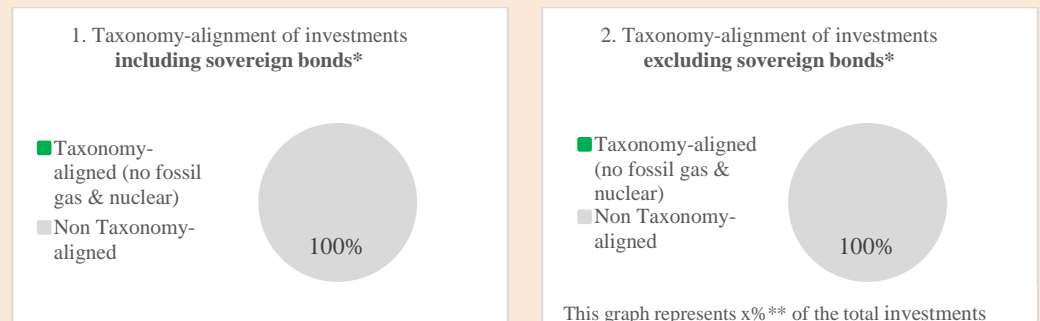 1. Taxonomy-alignment of investments
including sovereign bonds*
Taxonomy-
aligned (no fossil
gas & nuclear)
Non Taxonomy-
aligned
100%
2. Taxonomy-alignment of investments
excluding sovereign bonds*
Taxonomy-aligned
(no fossil gas &
nuclear)
Non Taxonomy-
aligned
100%
This graph represents x%** of the total investments